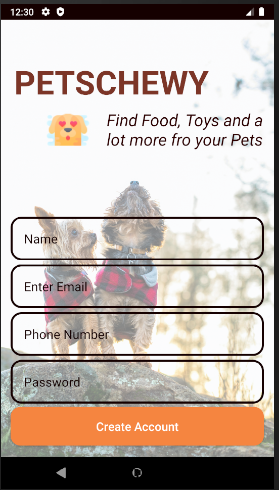 12:30
PETSCHEWY
Find Food, Toys and a
lot more fro your Pets
Name
Enter Email
Phone Number
Password
Create Account